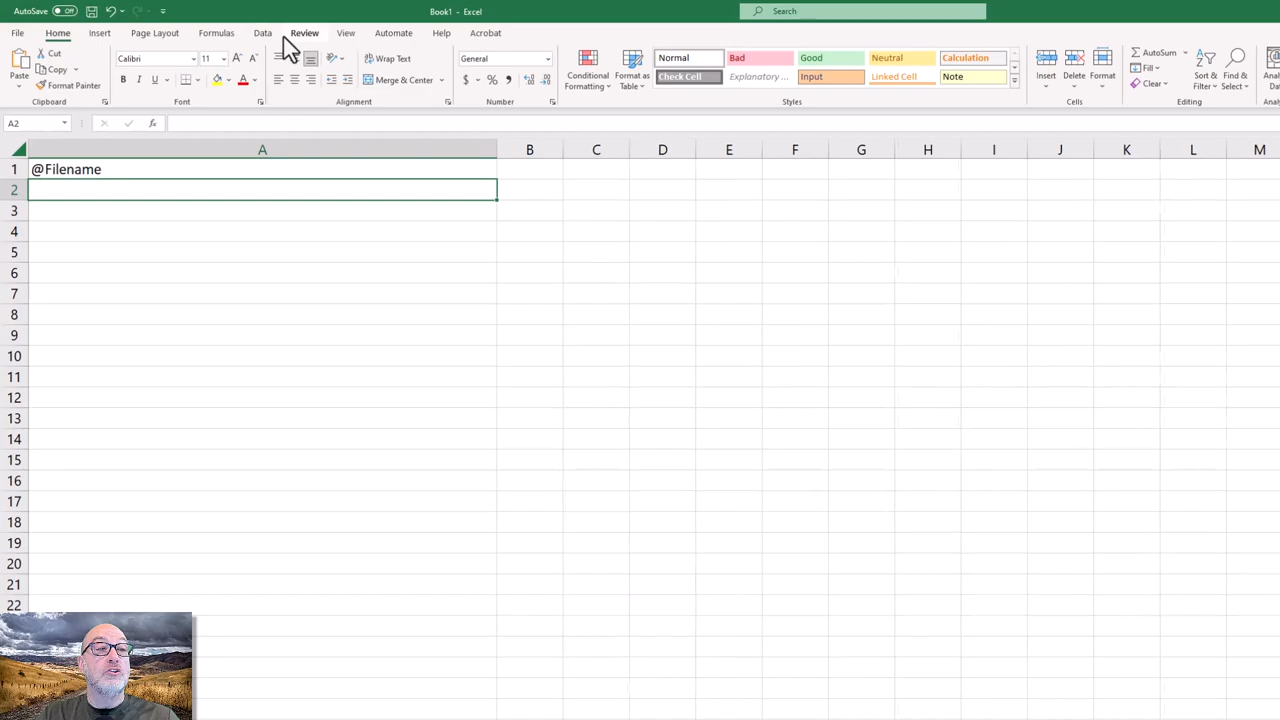 AutoSave Off Book1 - Excel Search
File Home Insert Page Layout Formulas Data Review View Automate Help Acrobat
Paste Cut Copy Format Painter Clipboard
Calibri 11 A A
B I U A Font
Wrap Text
Merge & Center
Alignment
General
$ % Number
Conditional Formatting Format as Table
Normal Bad Good Neutral Calculation
Check Cell Explanatory ... Input Linked Cell Note
Styles
Insert Delete Format
Cells
AutoSum
Fill
Clear
Sort & Filter Find & Select
Editing
A2 fx
A B C D E F G H I J K L M
1 @Filename
2
3
4
5
6
7
8
9
10
11
12
13
14
15
16
17
18
19
20
21
22